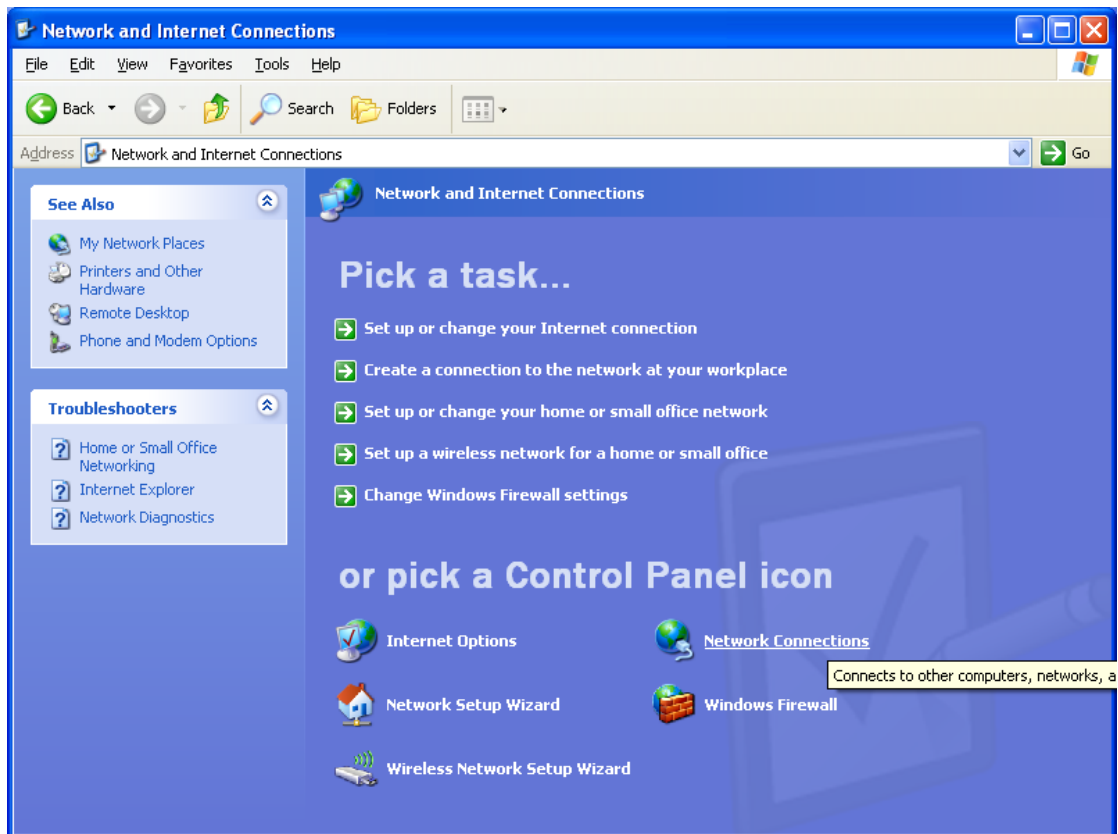 Network and Internet Connections
File Edit View Favorites Tools Help
Back Search Folders
Address Network and Internet Connections Go
See Also
My Network Places
Printers and Other
Hardware
Remote Desktop
Phone and Modem Options
Troubleshooters
Home or Small Office
Networking
Internet Explorer
Network Diagnostics
Network and Internet Connections
Pick a task...
Set up or change your Internet connection
Create a connection to the network at your workplace
Set up or change your home or small office network
Set up a wireless network for a home or small office
Change Windows Firewall settings
or pick a Control Panel icon
Internet Options Network Connections
Connects to other computers, networks, a
Network Setup Wizard Windows Firewall
Wireless Network Setup Wizard